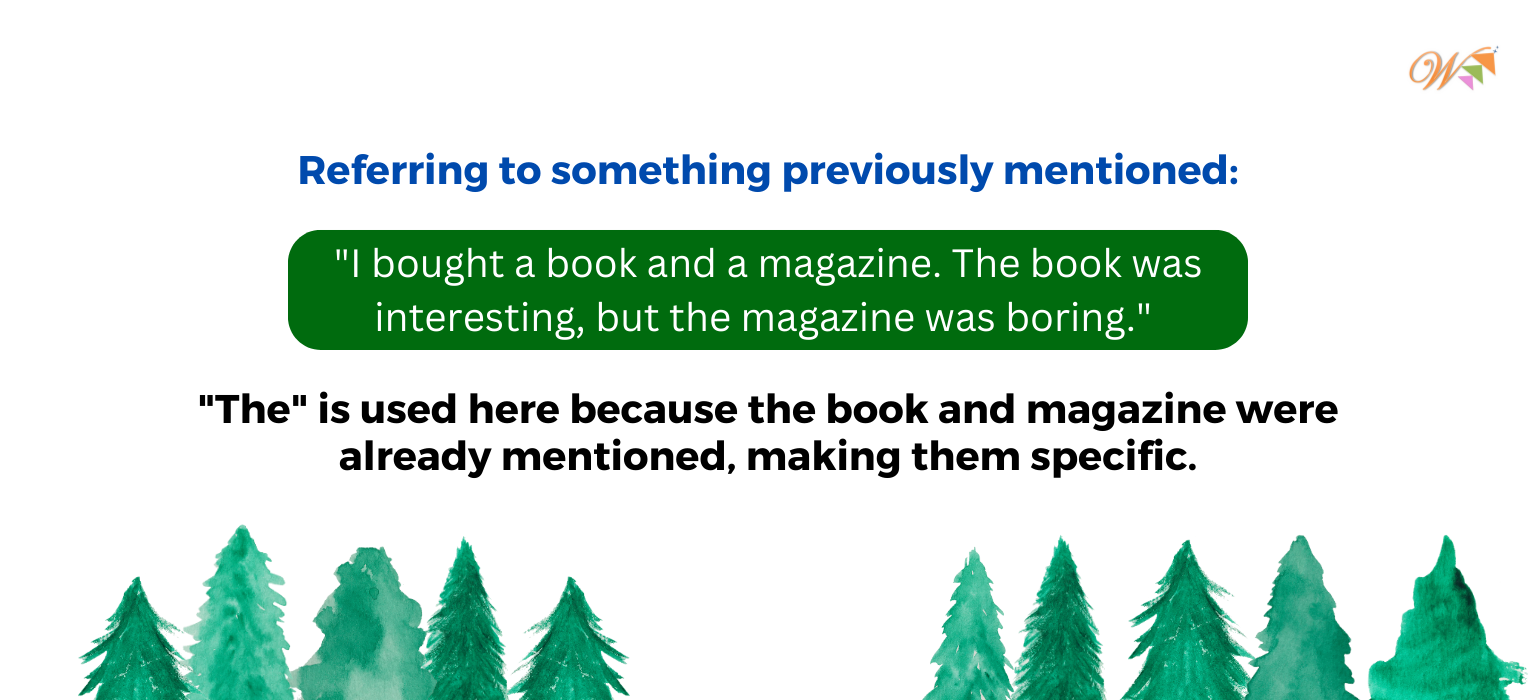 W
Referring to something previously mentioned:
"I bought a book and a magazine. The book was
interesting, but the magazine was boring."
"The" is used here because the book and magazine were
already mentioned, making them specific.